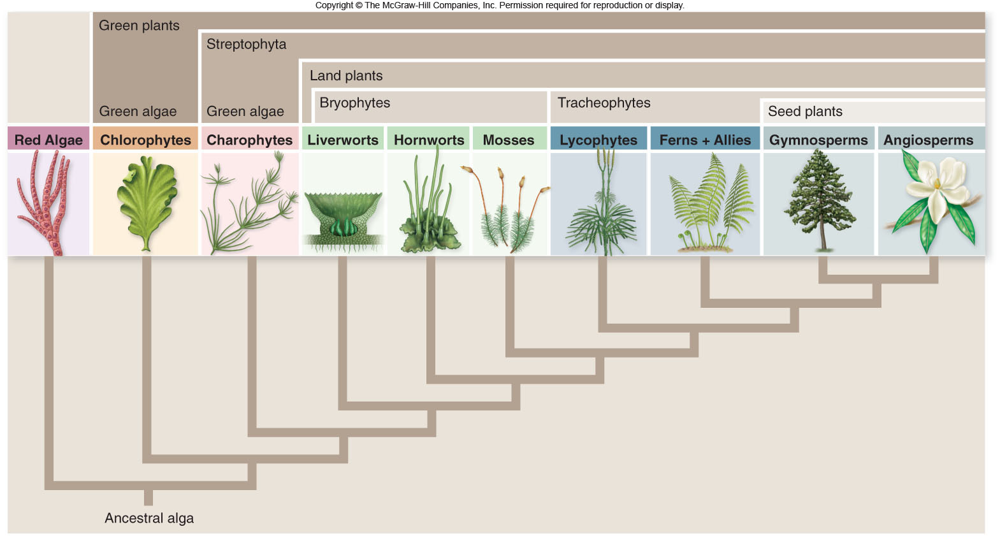 Copyright © The McGraw-Hill Companies, Inc. Permission required for reproduction or display.
Green plants
Streptophyta
Land plants
Bryophytes
Tracheophytes
Seed plants
Green algae
Green algae
Red Algae
Chlorophytes
Charophytes
Liverworts
Hornworts
Mosses
Lycophytes
Ferns + Allies
Gymnosperms
Angiosperms
Ancestral alga